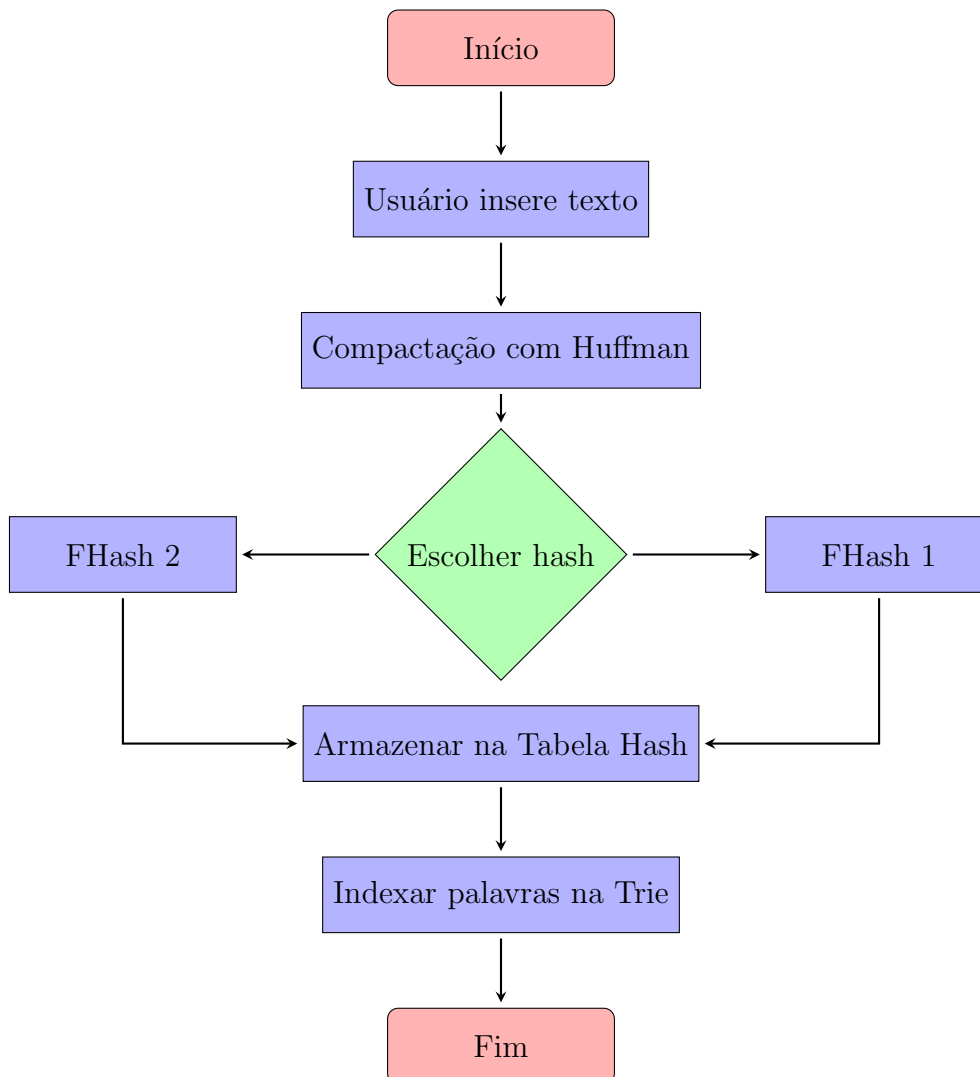 Início
Usuário insere texto
Compactação com Huffman
FHash 2
Escolher hash
FHash 1
Armazenar na Tabela Hash
Indexar palavras na Trie
Fim